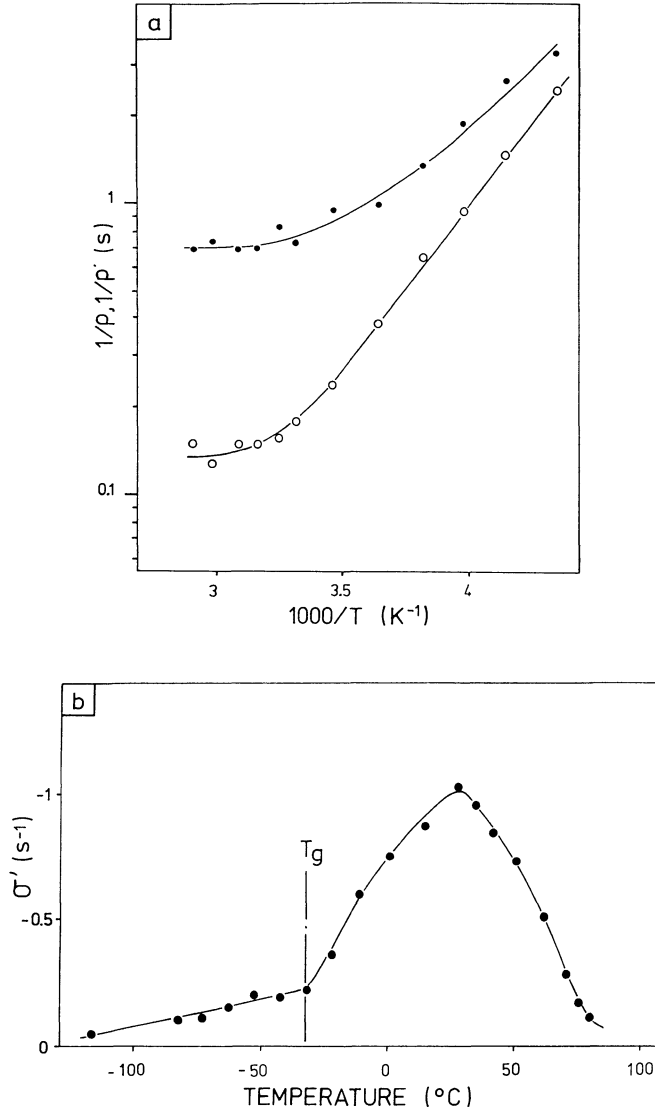 a
1/p, 1/p' (s)
1
0.1
3
3.5
4
1000/T (K⁻¹)
b
σ' (s⁻¹)
-1
-0.5
0
Tg
-100
-50
0
50
100
TEMPERATURE (°C)